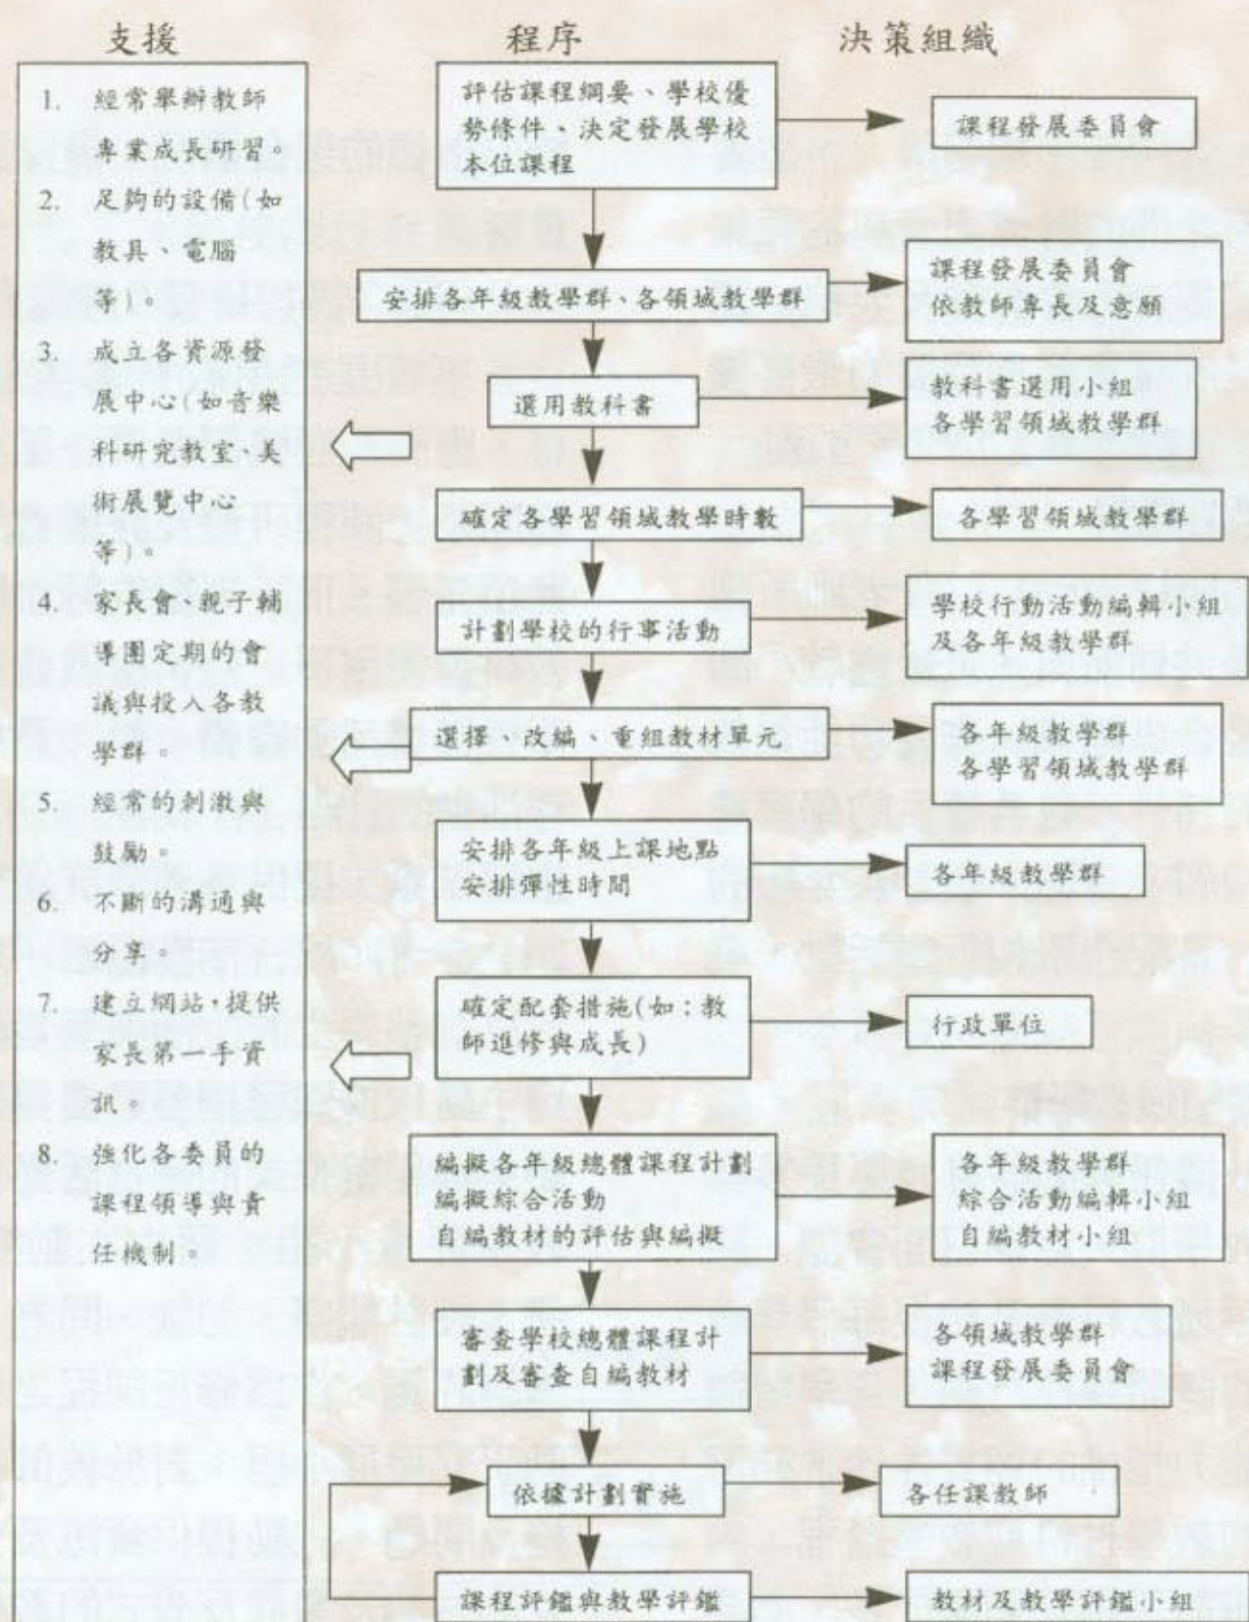 支援
程序
決策組織
1. 經常舉辦教師
專業成長研習。
2. 足夠的設備(如
教具、電腦
等)。
3. 成立各資源發
展中心(如音樂
科研究教室、美
術展覽中心
等)。
4. 家長會、親子輔
導團定期的會
議與投入各教
學群。
5. 經常的刺激與
鼓勵。
6. 不斷的溝通與
分享。
7. 建立網站,提供
家長第一手資
訊。
8. 強化各委員的
課程領導與責
任機制。
評估課程綱要、學校優
勢條件、決定發展學校
本位課程
課程發展委員會
安排各年級教學群、各領域教學群
課程發展委員會
依教師專長及意願
選用教科書
教科書選用小組
各學習領域教學群
確定各學習領域教學時數
各學習領域教學群
計劃學校的行事活動
學校行動活動編輯小組
及各年級教學群
選擇、改編、重組教材單元
各年級教學群
各學習領域教學群
安排各年級上課地點
安排彈性時間
各年級教學群
確定配套措施(如:教
師進修與成長)
行政單位
編擬各年級總體課程計劃
編擬綜合活動
自編教材的評估與編擬
各年級教學群
綜合活動編輯小組
自編教材小組
審查學校總體課程計
劃及審查自編教材
各領域教學群
課程發展委員會
依據計劃實施
各任課教師
課程評鑑與教學評鑑
教材及教學評鑑小組